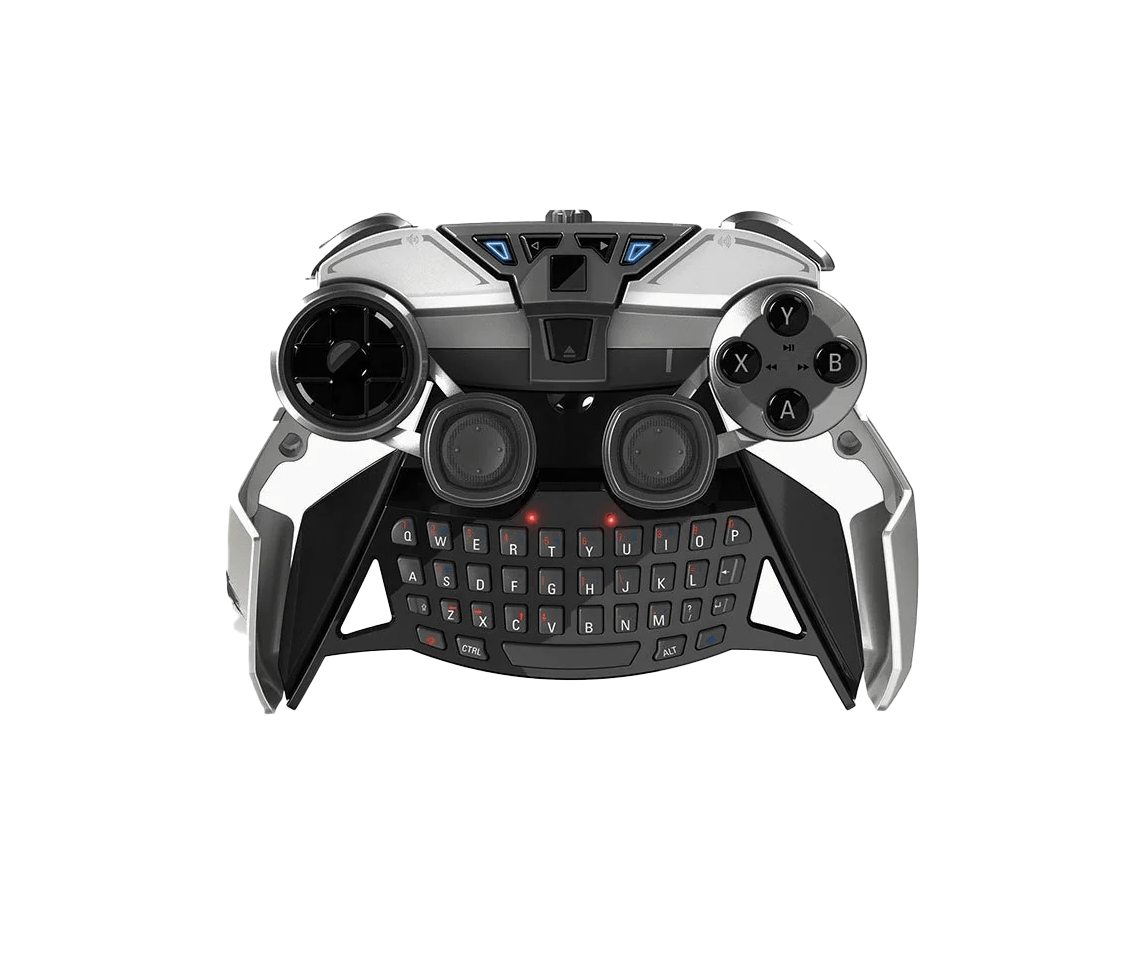 Y
X B
A
Q W E R T Y U I O P
A S D F G H J K L
Z X C V B N M ?
CTRL ALT